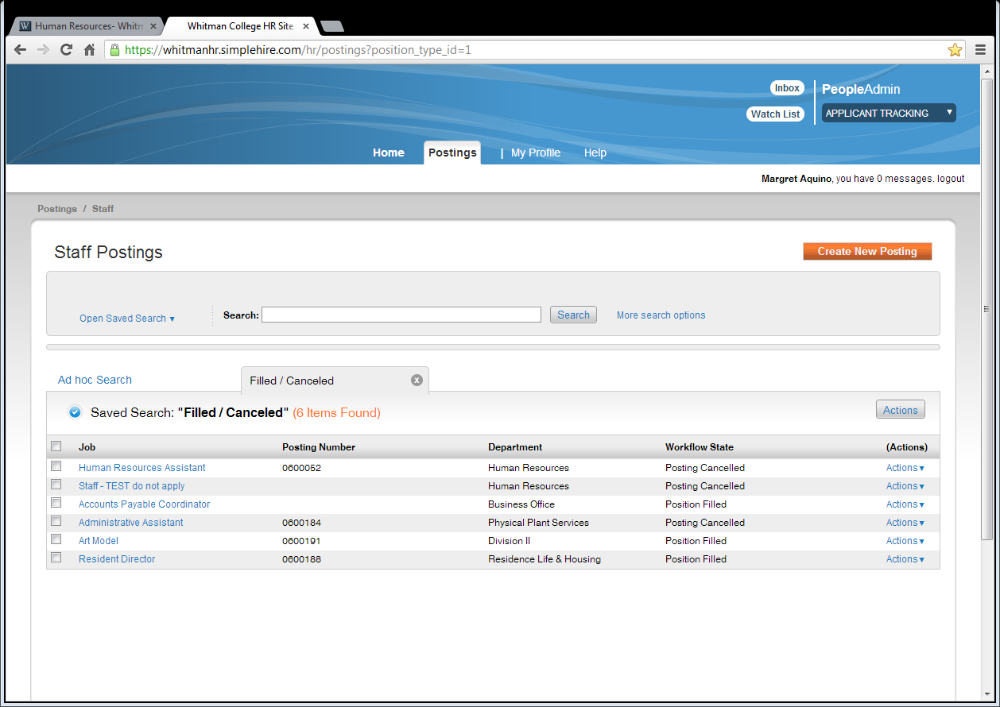 Human Resources- Whitm
Whitman College HR Site
https://whitmanhr.simplehire.com/hr/postings?position_type_id=1
Inbox
PeopleAdmin
Watch List
APPLICANT TRACKING
Home
Postings
|
My Profile
Help
Margret Aquino, you have 0 messages. logout
Postings / Staff
Staff Postings
Create New Posting
Open Saved Search
Search:
Search
More search options
Ad hoc Search
Filled / Canceled
Saved Search: "Filled / Canceled" (6 Items Found)
Actions
Job Posting Number Department Workflow State (Actions)
Human Resources Assistant 0600052 Human Resources Posting Cancelled Actions
Staff - TEST do not apply Human Resources Posting Cancelled Actions
Accounts Payable Coordinator Business Office Position Filled Actions
Administrative Assistant 0600184 Physical Plant Services Posting Cancelled Actions
Art Model 0600191 Division II Position Filled Actions
Resident Director 0600188 Residence Life & Housing Position Filled Actions